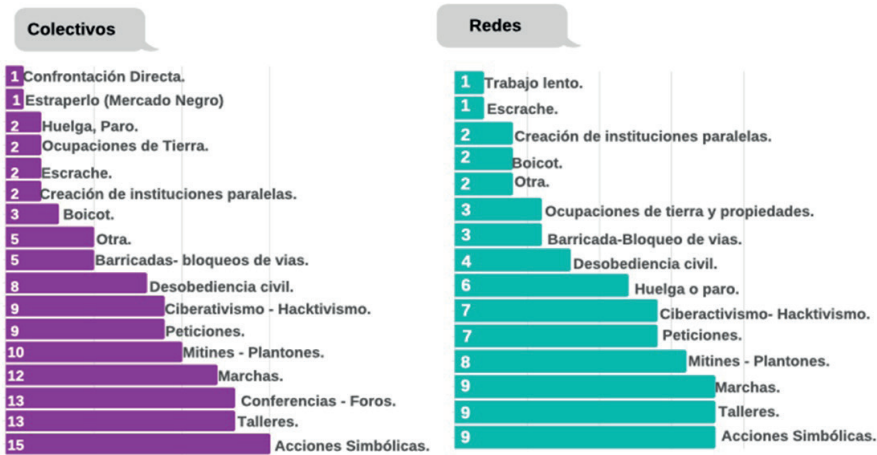 Colectivos
1 Confrontación Directa.
1 Estraperlo (Mercado Negro)
2 Huelga, Paro.
2 Ocupaciones de Tierra.
2 Escrache.
2 Creación de instituciones paralelas.
3 Boicot.
5 Otra.
5 Barricadas- bloqueos de vias.
8 Desobediencia civil.
9 Ciberativismo - Hacktivismo.
9 Peticiones.
10 Mitines - Plantones.
12 Marchas.
13 Conferencias - Foros.
13 Talleres.
15 Acciones Simbólicas.
Redes
1 Trabajo lento.
1 Escrache.
2 Creación de instituciones paralelas.
2 Boicot.
2 Otra.
3 Ocupaciones de tierra y propiedades.
3 Barricada-Bloqueo de vias.
4 Desobediencia civil.
6 Huelga o paro.
7 Ciberactivismo- Hacktivismo.
7 Peticiones.
8 Mitines - Plantones.
9 Marchas.
9 Talleres.
9 Acciones Simbólicas.